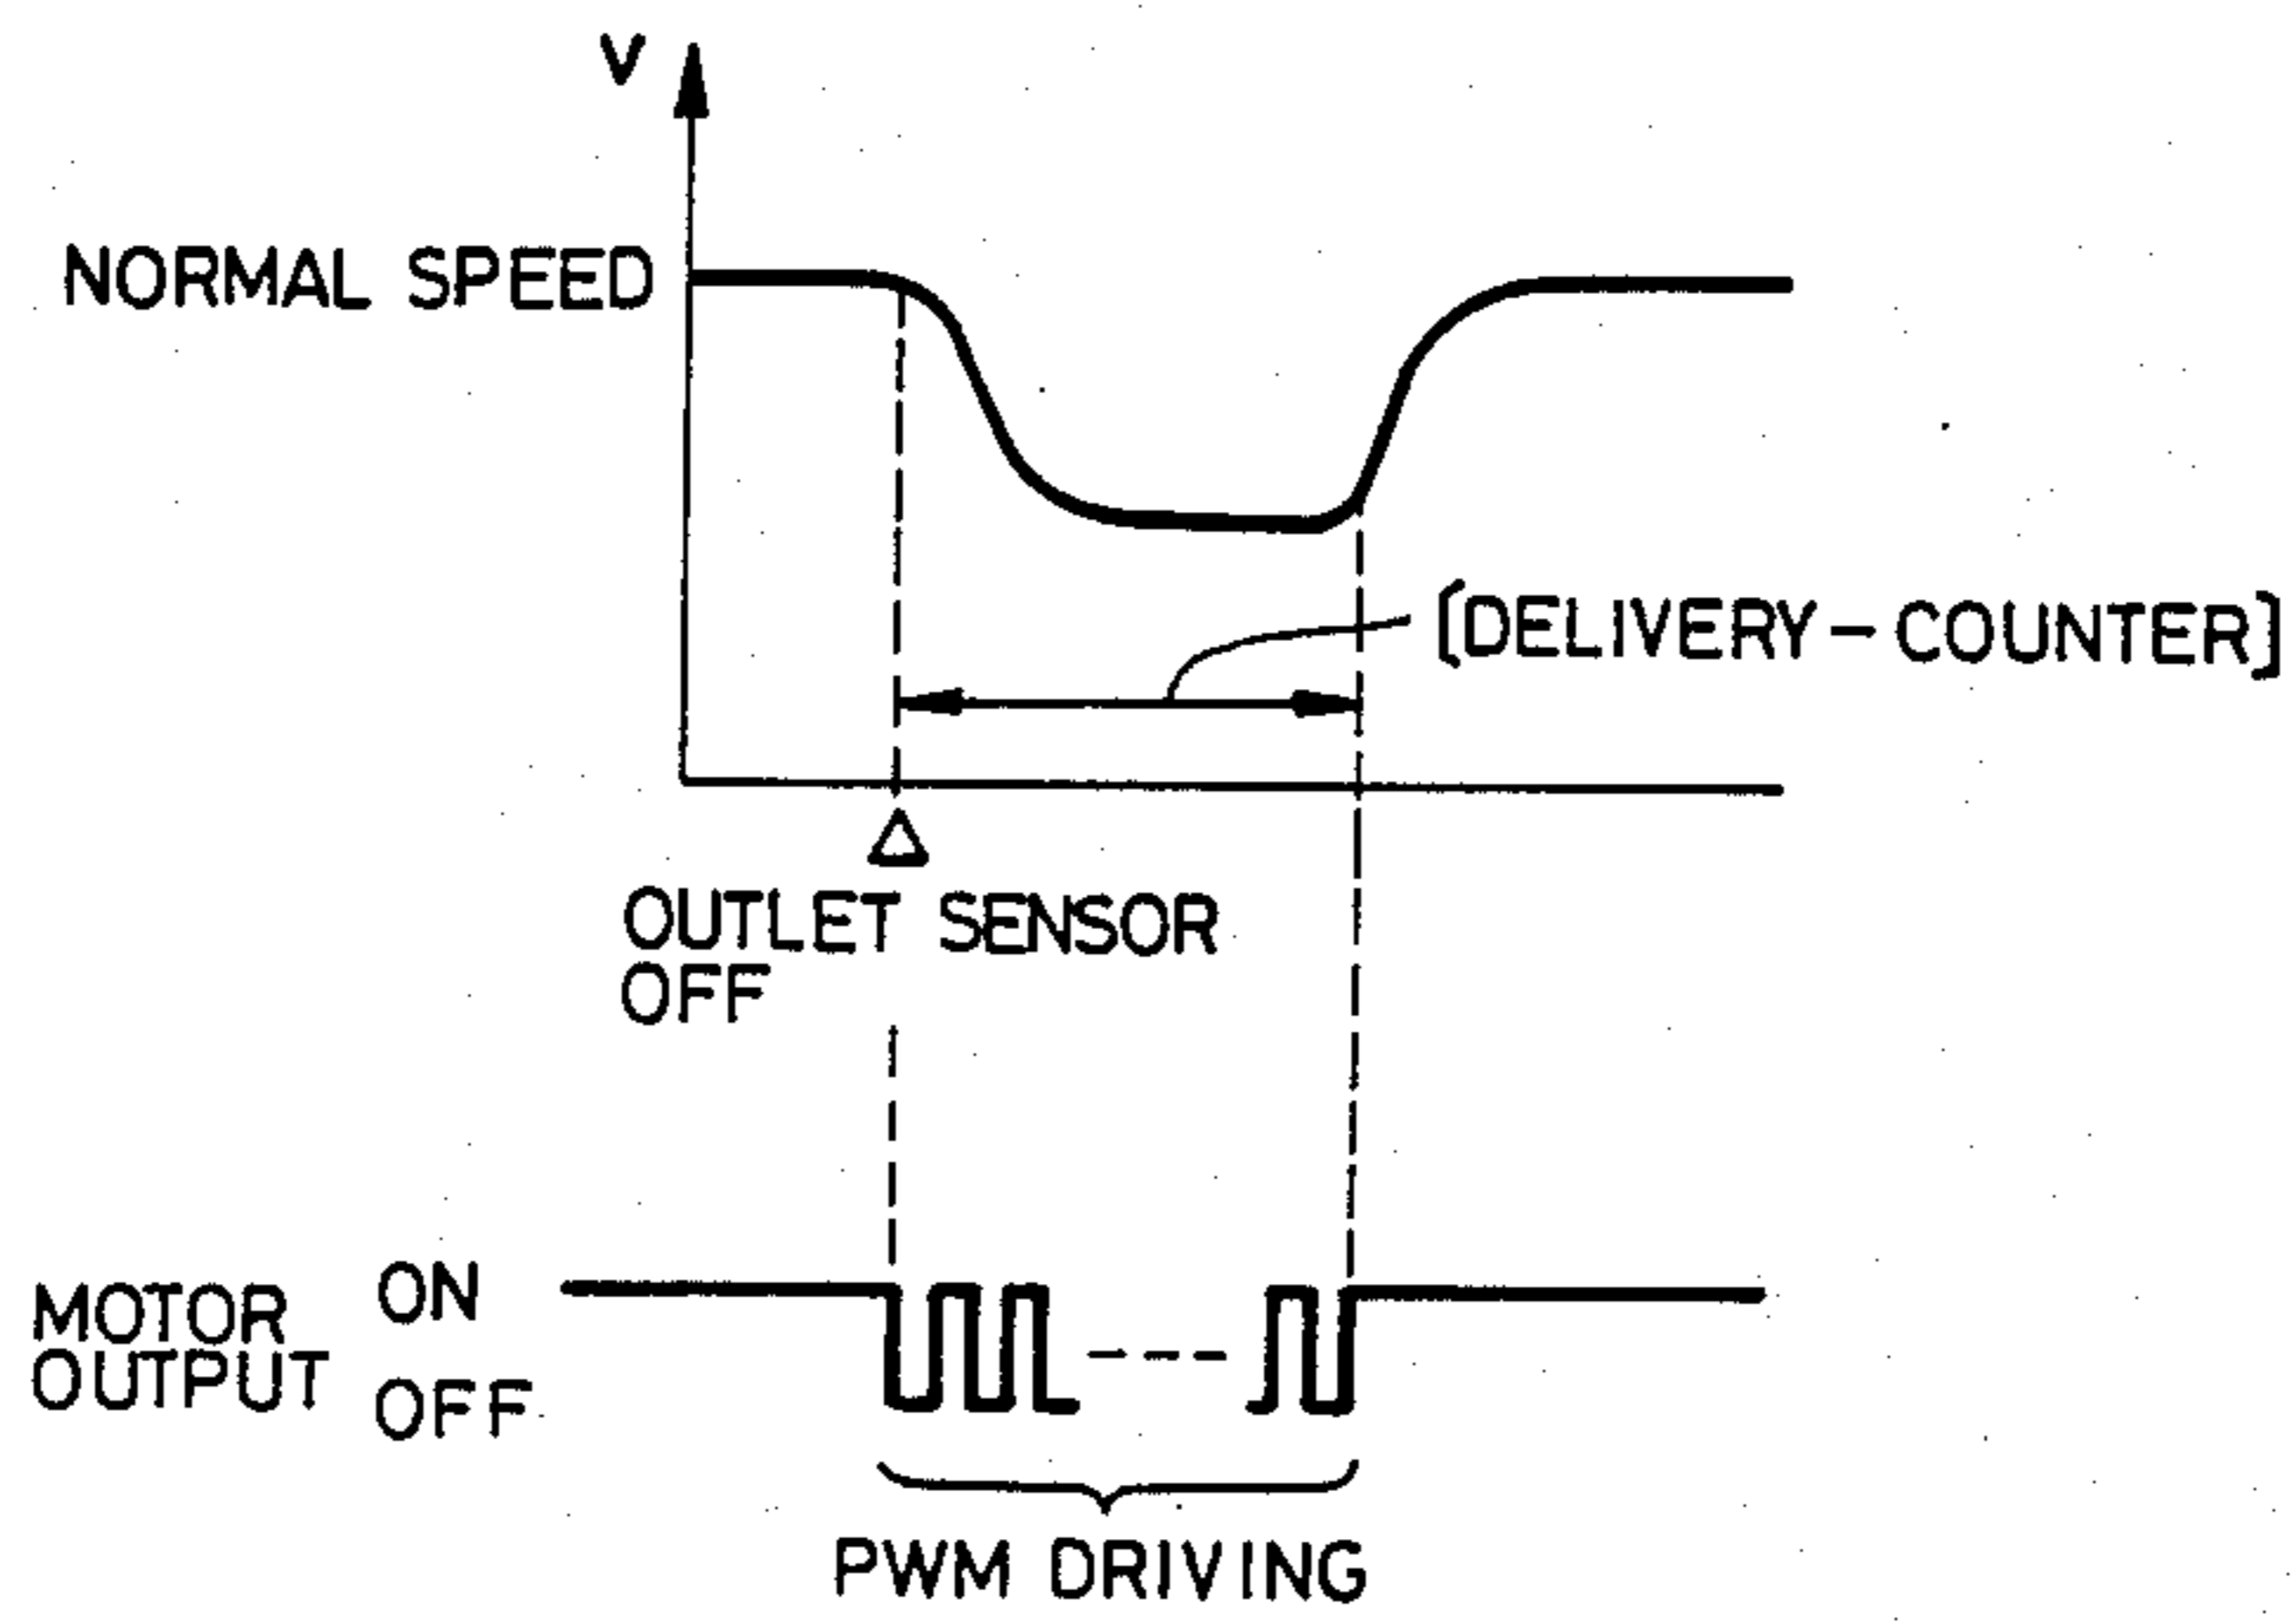 V
NORMAL SPEED
[DELIVERY-COUNTER]
OUTLET SENSOR
OFF
MOTOR
OUTPUT
ON
OFF
PWM DRIVING